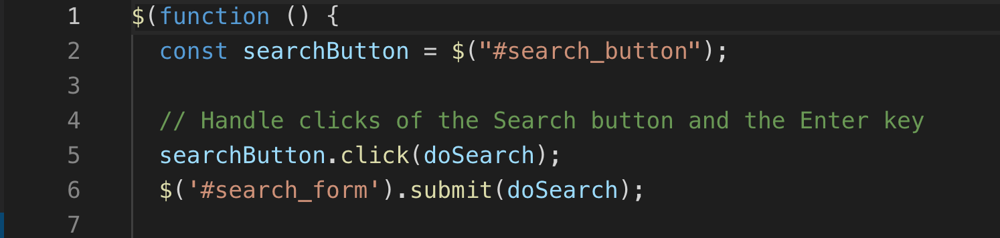 1 $(function () {
2 const searchButton = $("#search_button");
3
4 // Handle clicks of the Search button and the Enter key
5 searchButton.click(doSearch);
6 $('#search_form').submit(doSearch);
7